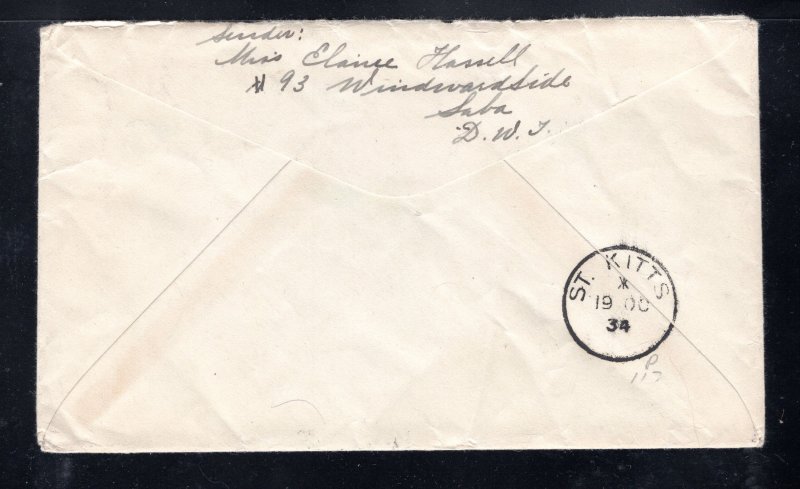 Sender:
Miss Elaine Hassell
# 93 Windwardside
Saba
D.W.I.
ST. KITTS
19 OC
34